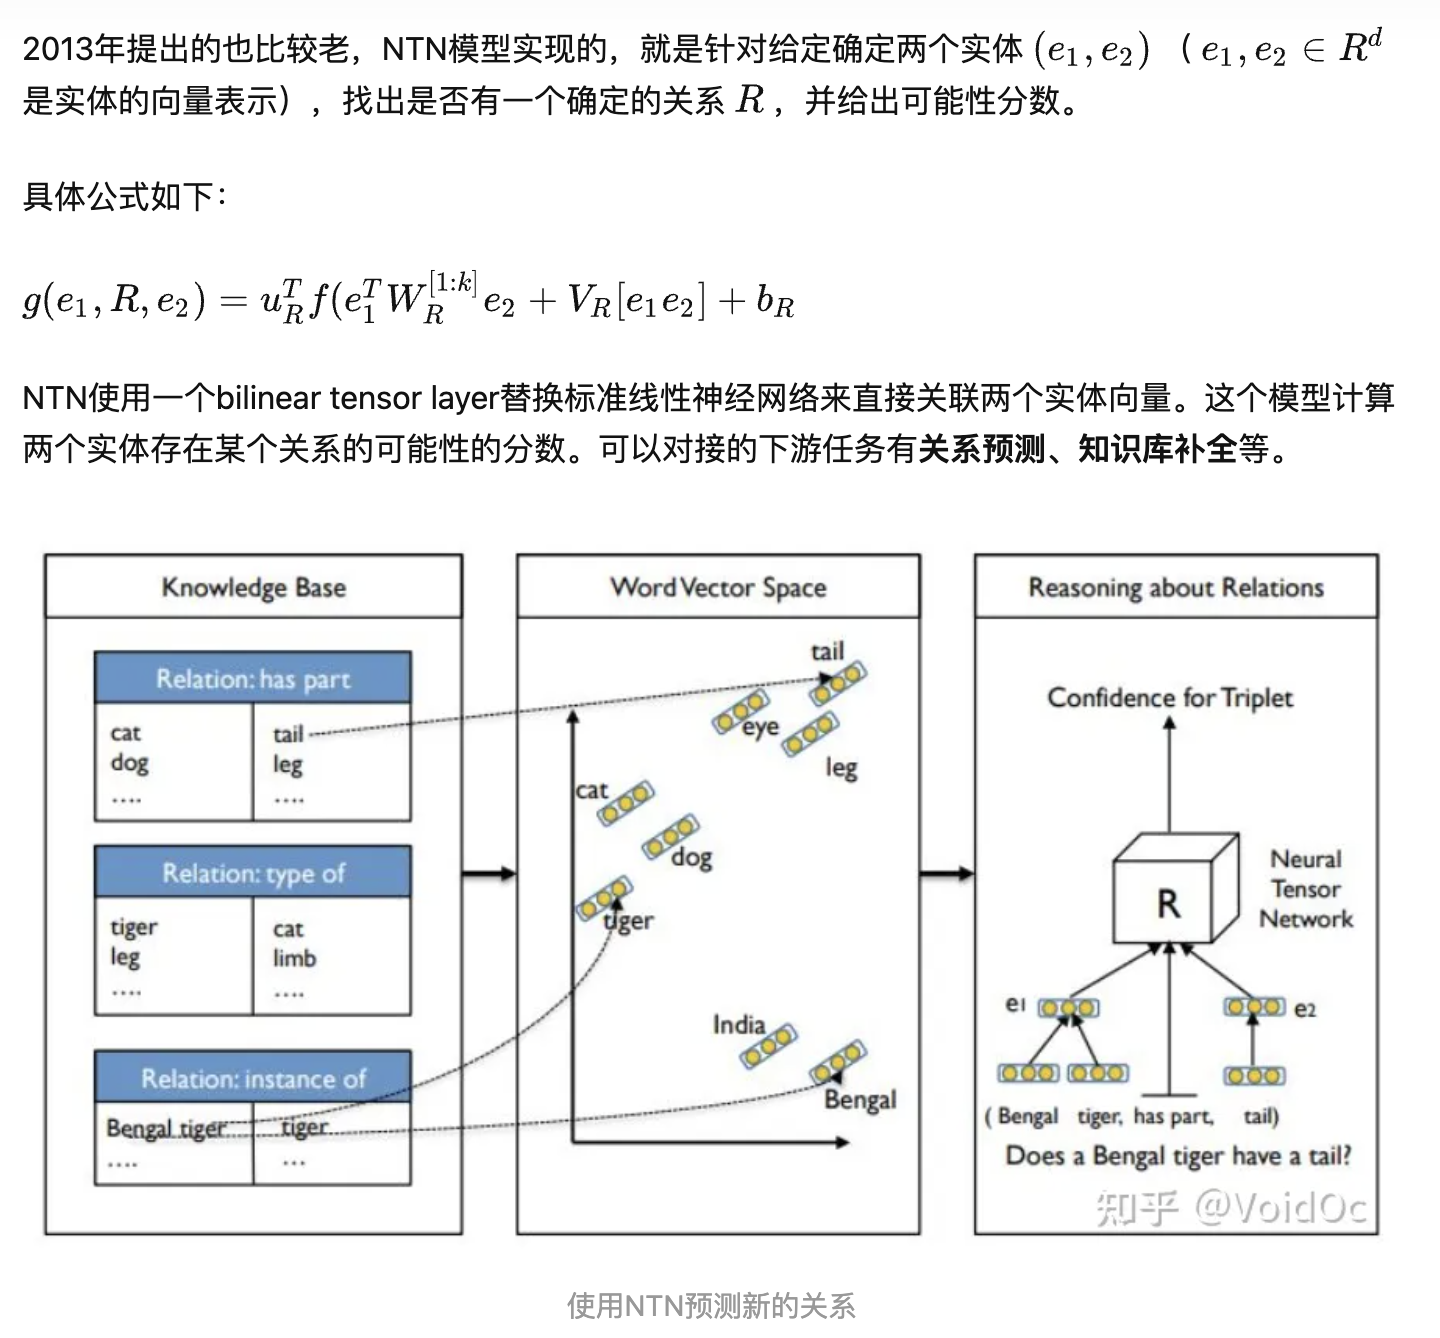 2013年提出的也比较老，NTN模型实现的，就是针对给定确定两个实体 (e₁, e₂) （ e₁, e₂ ∈ Rᵈ
是实体的向量表示），找出是否有一个确定的关系 R ，并给出可能性分数。
具体公式如下：
g(e₁, R, e₂) = u_R^T f(e₁^T W_R^{[1:k]} e₂ + V_R[e₁e₂] + b_R
NTN使用一个bilinear tensor layer替换标准线性神经网络来直接关联两个实体向量。这个模型计算
两个实体存在某个关系的可能性的分数。可以对接的下游任务有关系预测、知识库补全等。
Knowledge Base
Relation: has part
cat tail
dog leg
.... ....
Relation: type of
tiger cat
leg limb
.... ....
Relation: instance of
Bengal tiger tiger
.... ...
Word Vector Space
tail
eye
leg
cat
dog
tiger
India
Bengal
Reasoning about Relations
Confidence for Triplet
R
Neural
Tensor
Network
e1 e2
( Bengal tiger, has part, tail)
Does a Bengal tiger have a tail?
知乎 @VoidOc
使用NTN预测新的关系